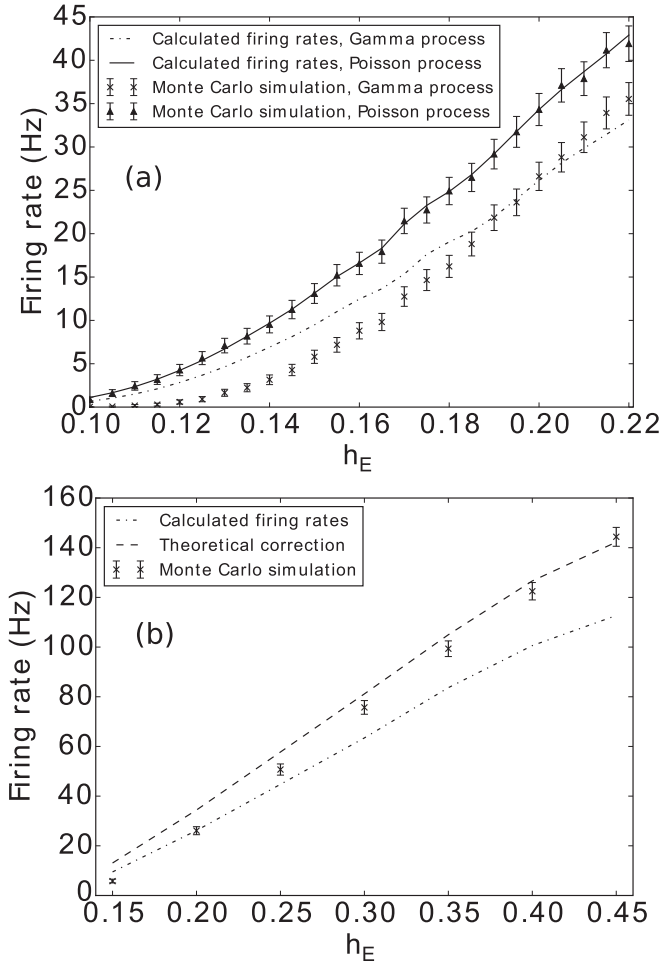 45
40
35
30
25
20
15
10
5
0
Firing rate (Hz)
Calculated firing rates, Gamma process
Calculated firing rates, Poisson process
Monte Carlo simulation, Gamma process
Monte Carlo simulation, Poisson process
(a)
0.10 0.12 0.14 0.16 0.18 0.20 0.22
hE
160
140
120
100
80
60
40
20
0
Firing rate (Hz)
Calculated firing rates
Theoretical correction
Monte Carlo simulation
(b)
0.15 0.20 0.25 0.30 0.35 0.40 0.45
hE